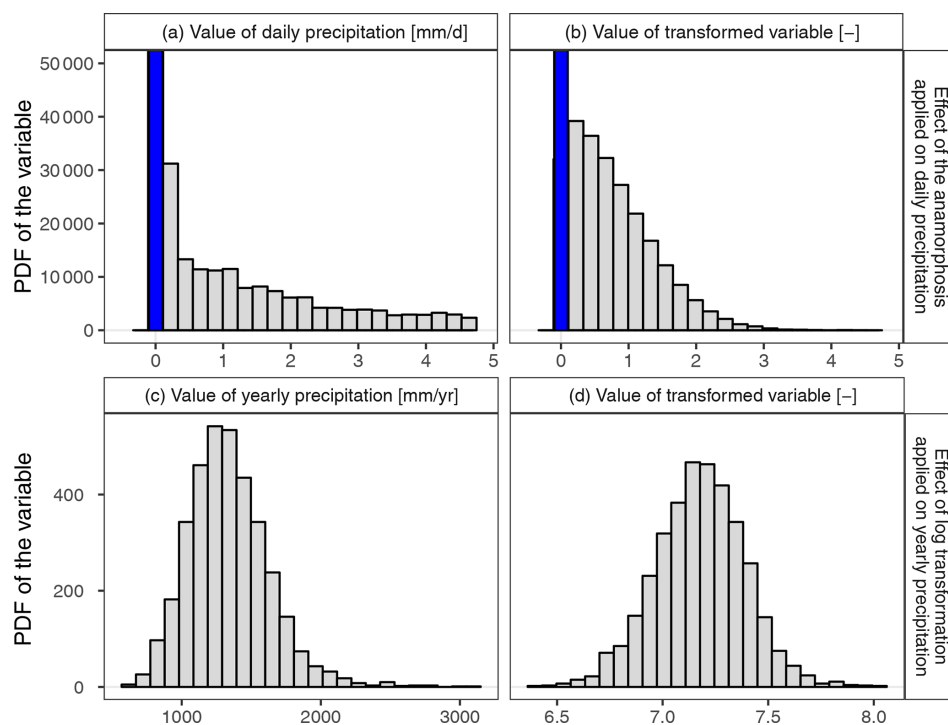 (a) Value of daily precipitation [mm/d]
(b) Value of transformed variable [−]
PDF of the variable
50 000
40 000
30 000
20 000
10 000
0
0 1 2 3 4 5
0 1 2 3 4 5
Effect of the anamorphosis
applied on daily precipitation
(c) Value of yearly precipitation [mm/yr]
(d) Value of transformed variable [−]
PDF of the variable
400
200
0
1000 2000 3000
6.5 7.0 7.5 8.0
Effect of log transformation
applied on yearly precipitation